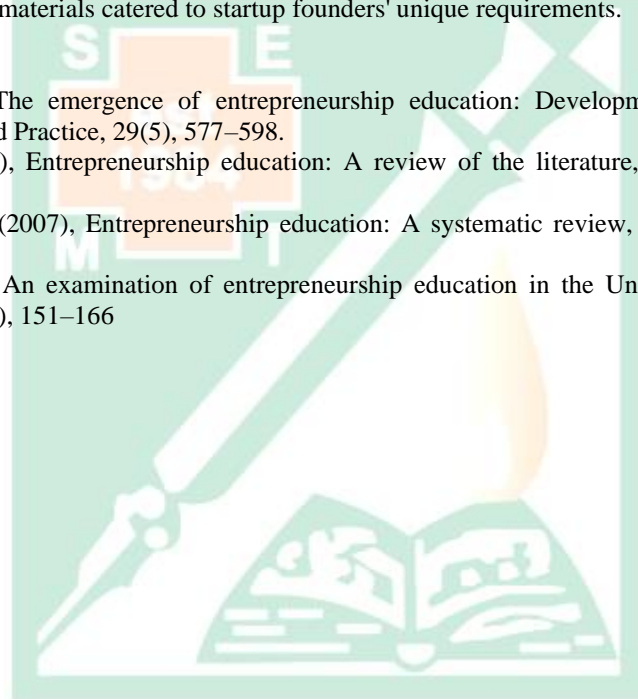 materials catered to startup founders' unique requirements.
The emergence of entrepreneurship education: Developm
d Practice, 29(5), 577–598.
), Entrepreneurship education: A review of the literature,
(2007), Entrepreneurship education: A systematic review,
An examination of entrepreneurship education in the Un
), 151–166
S E
EST
1984
M T